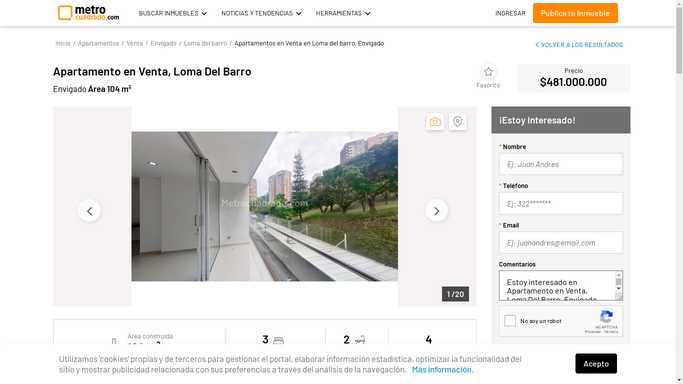 metro
cuadrado.com
BUSCAR INMUEBLES
NOTICIAS Y TENDENCIAS
HERRAMIENTAS
INGRESAR
Publica tu Inmueble
Inicio / Apartamentos / Venta / Envigado / Loma del barro / Apartamentos en Venta en Loma del barro, Envigado
VOLVER A LOS RESULTADOS
Apartamento en Venta, Loma Del Barro
Envigado Área 104 m²
Favorito
Precio
$481.000.000
¡Estoy Interesado!
* Nombre
Ej: Juan Andres
* Teléfono
Ej: 322*******
* Email
Ej: juanandres@email.com
Comentarios
Estoy interesado en
Apartamento en Venta,
Loma Del Barro, Envigado
No soy un robot
reCAPTCHA
Privacidad - Términos
Metrocuadrado.com
1 / 20
Área construida
3
2
4
Utilizamos 'cookies' propias y de terceros para gestionar el portal, elaborar información estadística, optimizar la funcionalidad del
sitio y mostrar publicidad relacionada con sus preferencias a través del análisis de la navegación. Más información.
Acepto